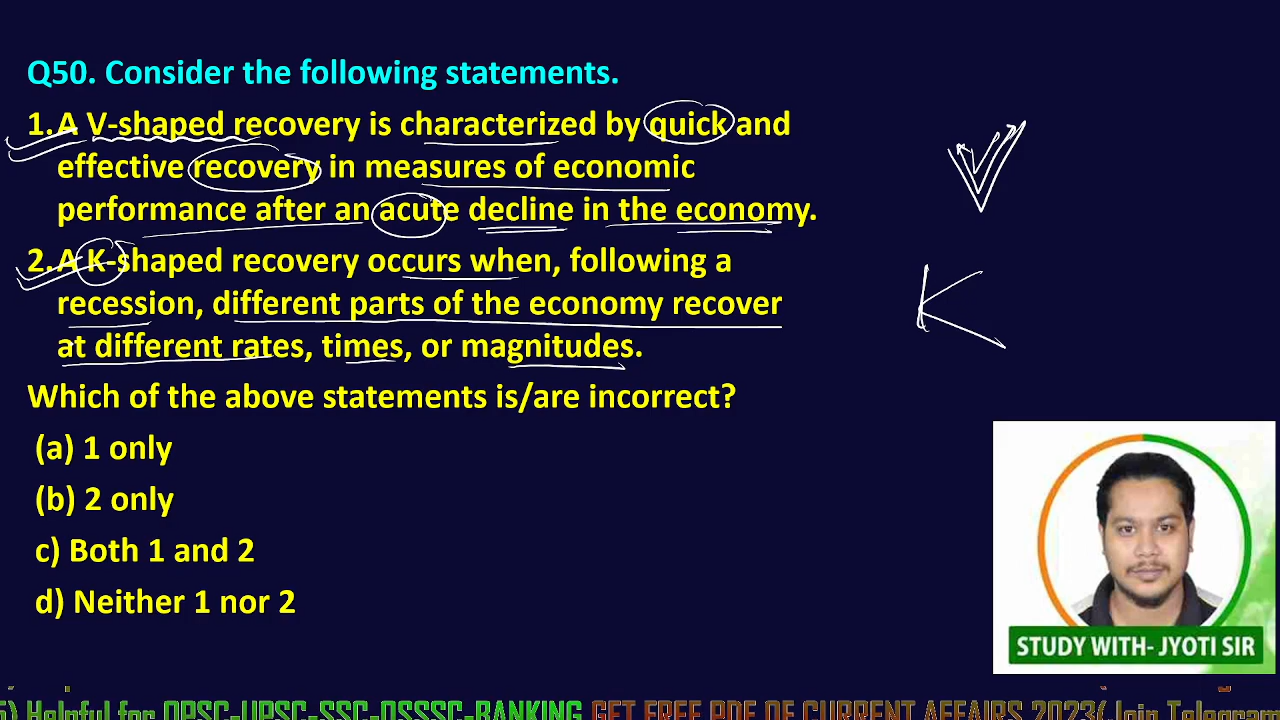 Q50. Consider the following statements.
1. A V-shaped recovery is characterized by quick and
effective recovery in measures of economic
performance after an acute decline in the economy.
2. A K-shaped recovery occurs when, following a
recession, different parts of the economy recover
at different rates, times, or magnitudes.
Which of the above statements is/are incorrect?
(a) 1 only
(b) 2 only
c) Both 1 and 2
d) Neither 1 nor 2
V
K
STUDY WITH- JYOTI SIR
) Helpful for OPSC-UPSC-SSC-OSSSC-BANKING GET FREE PDF OF CURRENT AFFAIRS 2023( Join Telegram